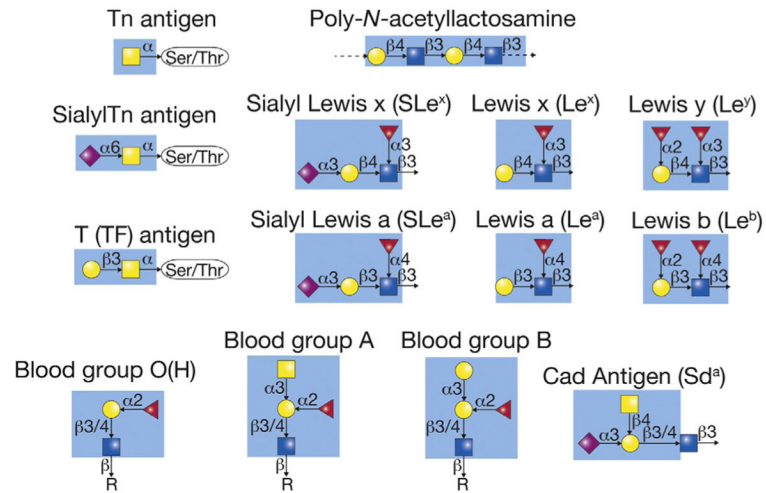 Tn antigen
α
Ser/Thr
Poly-N-acetyllactosamine
β4 β3 β4 β3
SialylTn antigen
α6 α
Ser/Thr
Sialyl Lewis x (SLeˣ)
α3
α3 β4 β3
Lewis x (Leˣ)
α3
β4 β3
Lewis y (Leʸ)
α2 α3
β4 β3
T (TF) antigen
β3 α
Ser/Thr
Sialyl Lewis a (SLeᵃ)
α4
α3 β3 β3
Lewis a (Leᵃ)
α4
β3 β3
Lewis b (Leᵇ)
α2 α4
β3 β3
Blood group O(H)
α2
β3/4
β
R
Blood group A
α3
α2
β3/4
β
R
Blood group B
α3
α2
β3/4
β
R
Cad Antigen (Sdᵃ)
β4
α3 β3/4 β3